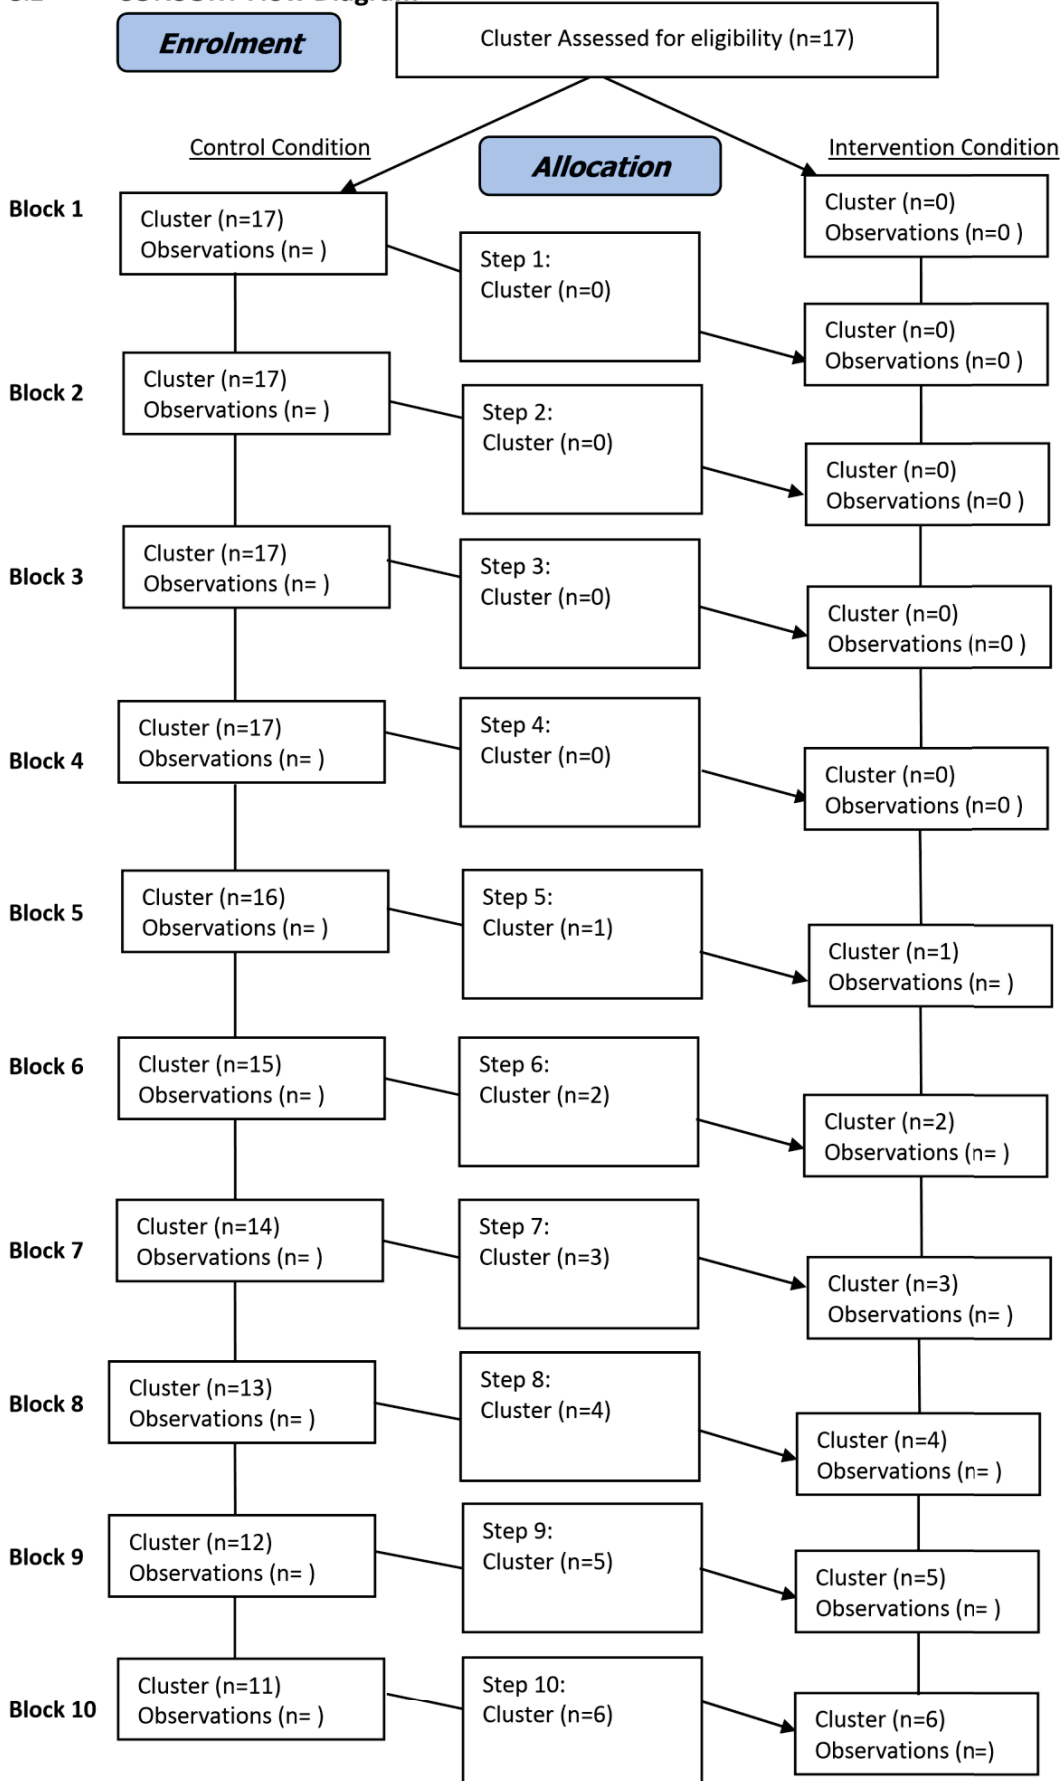 Enrolment
Cluster Assessed for eligibility (n=17)
Control Condition
Allocation
Intervention Condition
Block 1
Cluster (n=17)
Observations (n= )
Step 1:
Cluster (n=0)
Cluster (n=0)
Observations (n=0 )
Cluster (n=0)
Observations (n=0 )
Block 2
Cluster (n=17)
Observations (n= )
Step 2:
Cluster (n=0)
Cluster (n=0)
Observations (n=0 )
Block 3
Cluster (n=17)
Observations (n= )
Step 3:
Cluster (n=0)
Cluster (n=0)
Observations (n=0 )
Block 4
Cluster (n=17)
Observations (n= )
Step 4:
Cluster (n=0)
Cluster (n=0)
Observations (n=0 )
Block 5
Cluster (n=16)
Observations (n= )
Step 5:
Cluster (n=1)
Cluster (n=1)
Observations (n= )
Block 6
Cluster (n=15)
Observations (n= )
Step 6:
Cluster (n=2)
Cluster (n=2)
Observations (n= )
Block 7
Cluster (n=14)
Observations (n= )
Step 7:
Cluster (n=3)
Cluster (n=3)
Observations (n= )
Block 8
Cluster (n=13)
Observations (n= )
Step 8:
Cluster (n=4)
Cluster (n=4)
Observations (n= )
Block 9
Cluster (n=12)
Observations (n= )
Step 9:
Cluster (n=5)
Cluster (n=5)
Observations (n= )
Block 10
Cluster (n=11)
Observations (n= )
Step 10:
Cluster (n=6)
Cluster (n=6)
Observations (n=)